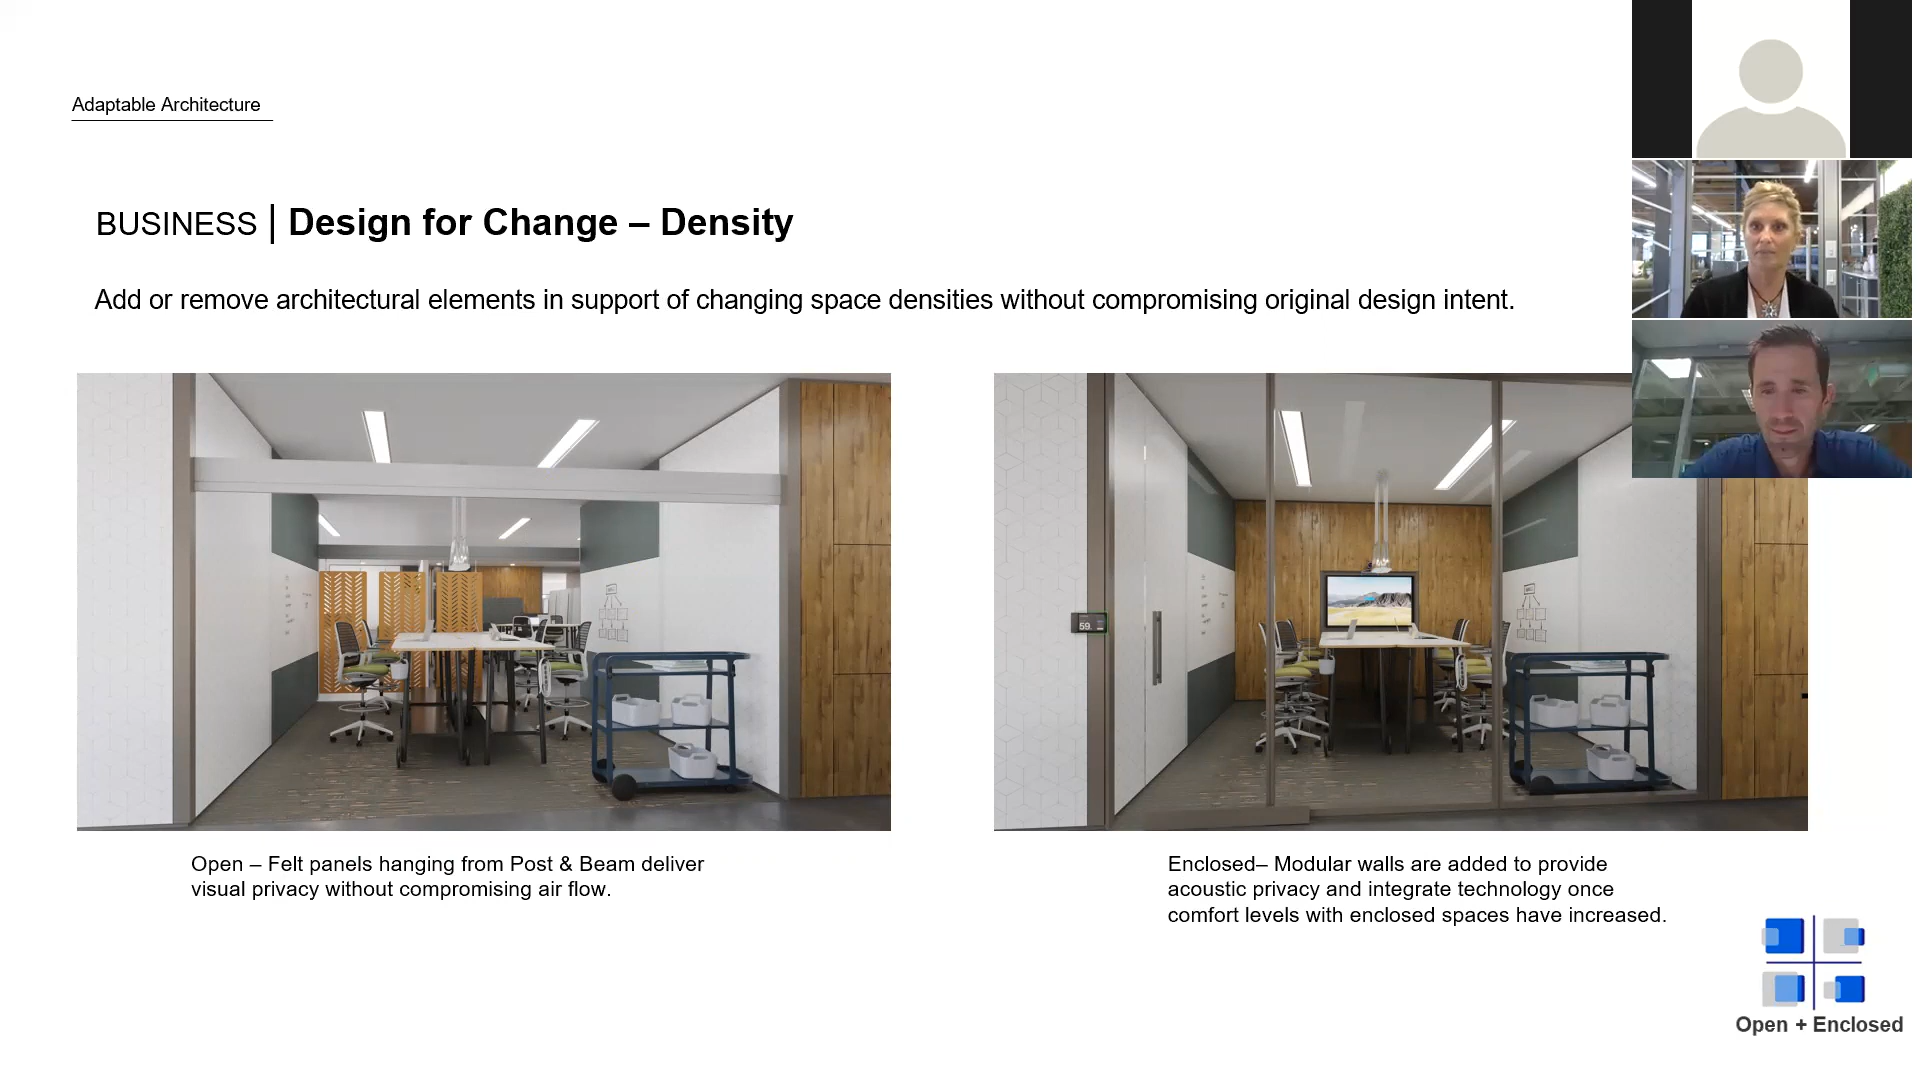 Adaptable Architecture
BUSINESS | Design for Change – Density
Add or remove architectural elements in support of changing space densities without compromising original design intent.
59
Open – Felt panels hanging from Post & Beam deliver
visual privacy without compromising air flow.
Enclosed– Modular walls are added to provide
acoustic privacy and integrate technology once
comfort levels with enclosed spaces have increased.
Open + Enclosed